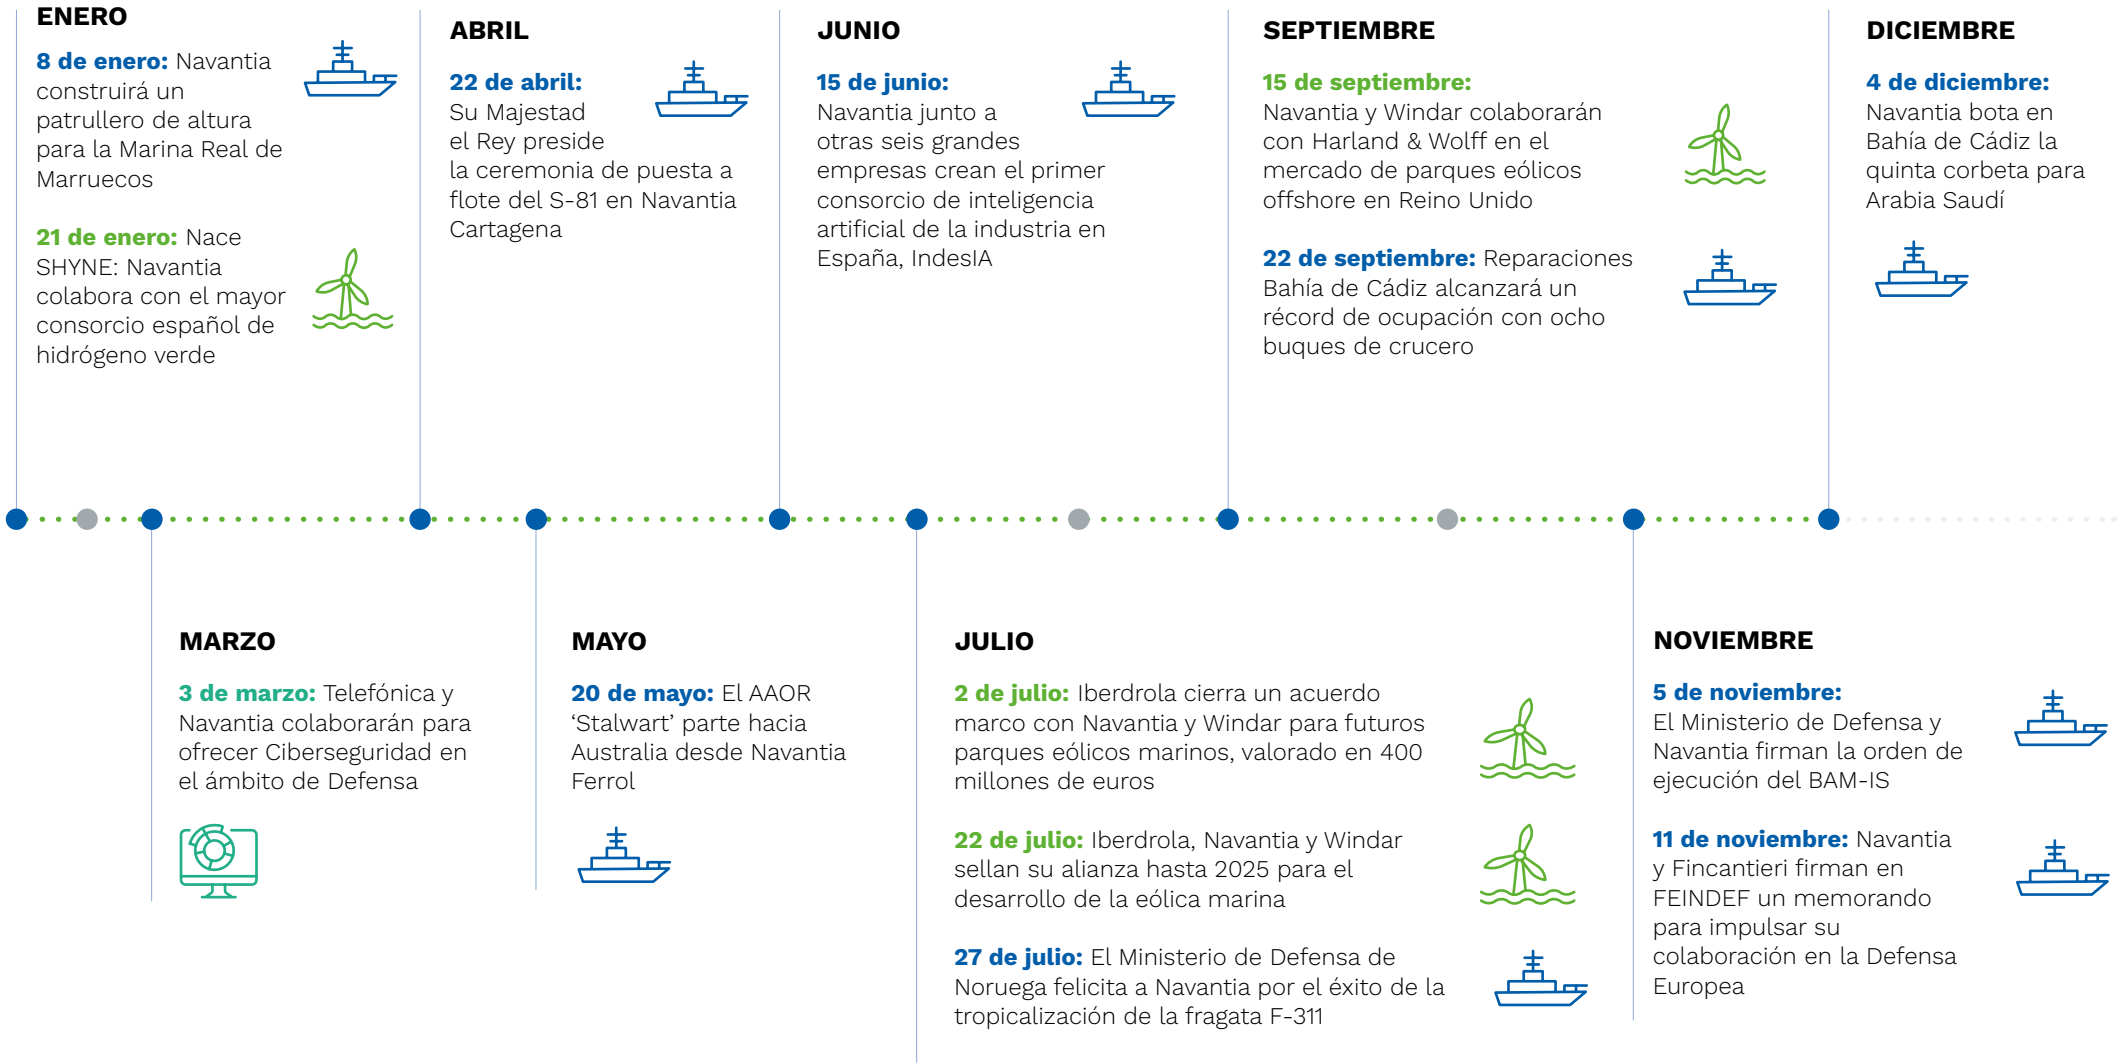 ENERO
8 de enero: Navantia
construirá un
patrullero de altura
para la Marina Real de
Marruecos
21 de enero: Nace
SHYNE: Navantia
colabora con el mayor
consorcio español de
hidrógeno verde
ABRIL
22 de abril:
Su Majestad
el Rey preside
la ceremonia de puesta a
flote del S-81 en Navantia
Cartagena
JUNIO
15 de junio:
Navantia junto a
otras seis grandes
empresas crean el primer
consorcio de inteligencia
artificial de la industria en
España, IndesIA
SEPTIEMBRE
15 de septiembre:
Navantia y Windar colaborarán
con Harland & Wolff en el
mercado de parques eólicos
offshore en Reino Unido
22 de septiembre: Reparaciones
Bahía de Cádiz alcanzará un
récord de ocupación con ocho
buques de crucero
DICIEMBRE
4 de diciembre:
Navantia bota en
Bahía de Cádiz la
quinta corbeta para
Arabia Saudí
MARZO
3 de marzo: Telefónica y
Navantia colaborarán para
ofrecer Ciberseguridad en
el ámbito de Defensa
MAYO
20 de mayo: El AAOR
‘Stalwart’ parte hacia
Australia desde Navantia
Ferrol
JULIO
2 de julio: Iberdrola cierra un acuerdo
marco con Navantia y Windar para futuros
parques eólicos marinos, valorado en 400
millones de euros
22 de julio: Iberdrola, Navantia y Windar
sellan su alianza hasta 2025 para el
desarrollo de la eólica marina
27 de julio: El Ministerio de Defensa de
Noruega felicita a Navantia por el éxito de la
tropicalización de la fragata F-311
NOVIEMBRE
5 de noviembre:
El Ministerio de Defensa y
Navantia firman la orden de
ejecución del BAM-IS
11 de noviembre: Navantia
y Fincantieri firman en
FEINDEF un memorando
para impulsar su
colaboración en la Defensa
Europea